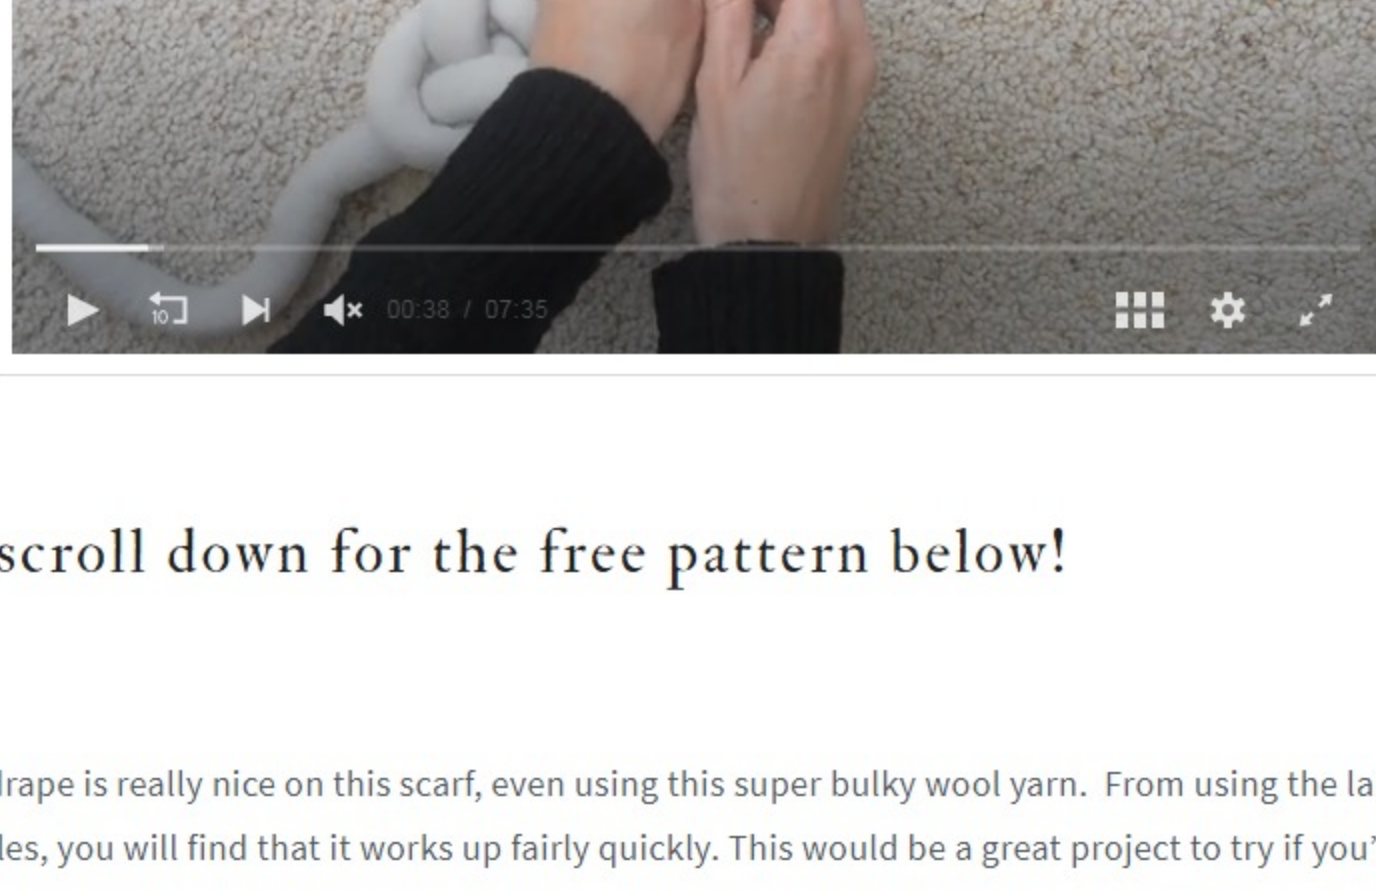 10
00:38 / 07:35
scroll down for the free pattern below!
drape is really nice on this scarf, even using this super bulky wool yarn. From using the la
les, you will find that it works up fairly quickly. This would be a great project to try if you’